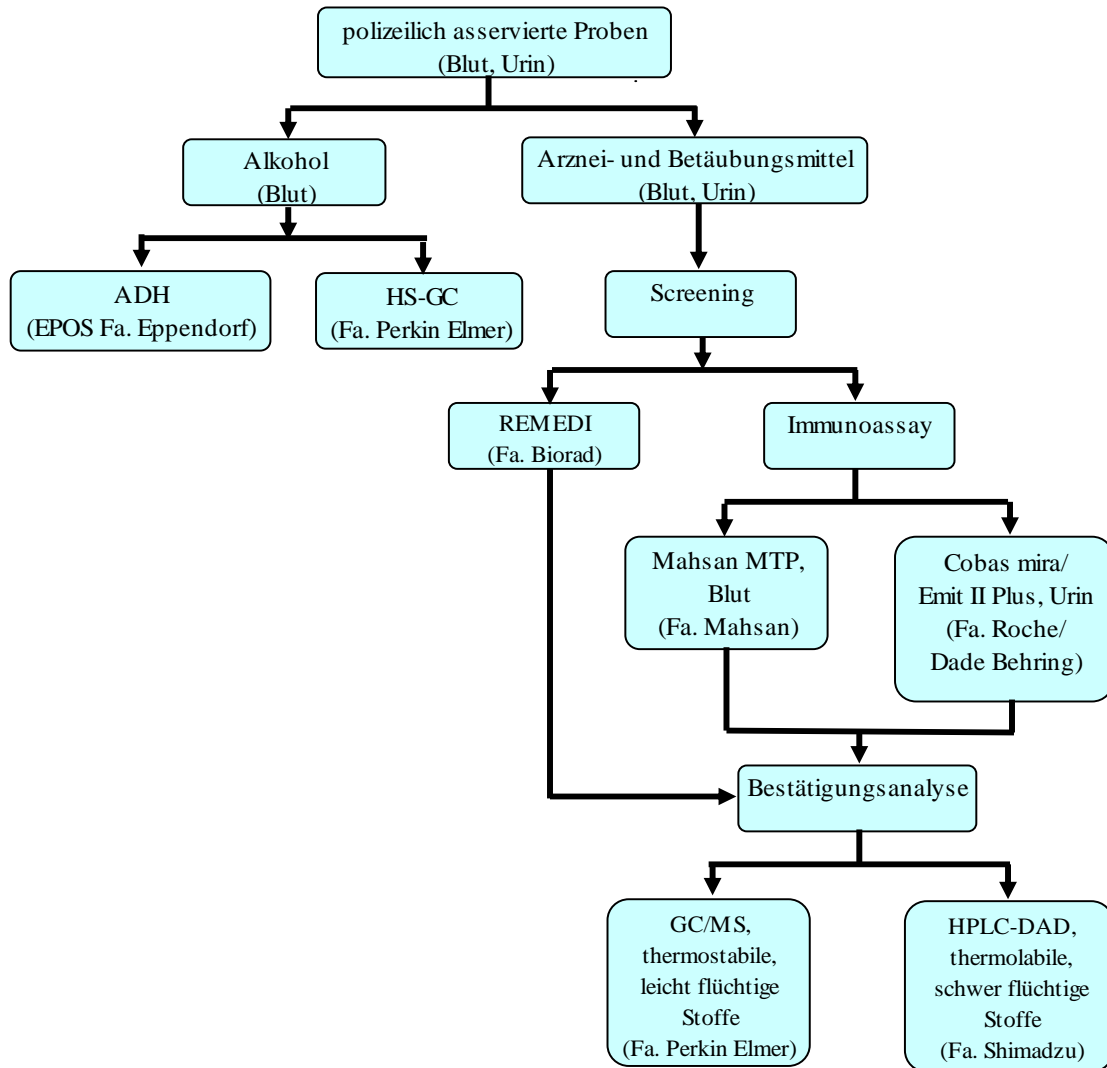 polizeilich asservierte Proben
(Blut, Urin)
Alkohol
(Blut)
Arznei- und Betäubungsmittel
(Blut, Urin)
ADH
(EPOS Fa. Eppendorf)
HS-GC
(Fa. Perkin Elmer)
Screening
REMEDI
(Fa. Biorad)
Immunoassay
Mahsan MTP,
Blut
(Fa. Mahsan)
Cobas mira/
Emit II Plus, Urin
(Fa. Roche/
Dade Behring)
Bestätigungsanalyse
GC/MS,
thermostabile,
leicht flüchtige
Stoffe
(Fa. Perkin Elmer)
HPLC-DAD,
thermolabile,
schwer flüchtige
Stoffe
(Fa. Shimadzu)